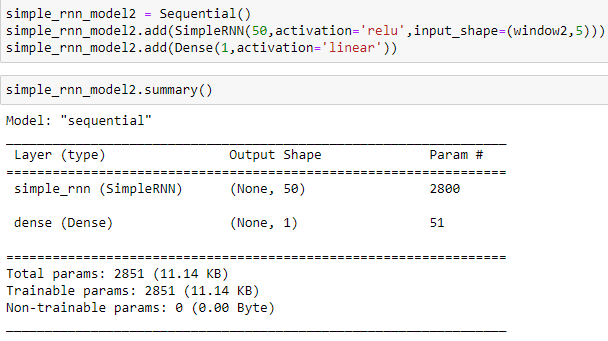 simple_rnn_model2 = Sequential()
simple_rnn_model2.add(SimpleRNN(50,activation='relu',input_shape=(window2,5)))
simple_rnn_model2.add(Dense(1,activation='linear'))
simple_rnn_model2.summary()
Model: "sequential"
_________________________________________________________________
Layer (type) Output Shape Param #
=================================================================
simple_rnn (SimpleRNN) (None, 50) 2800
dense (Dense) (None, 1) 51
=================================================================
Total params: 2851 (11.14 KB)
Trainable params: 2851 (11.14 KB)
Non-trainable params: 0 (0.00 Byte)
_________________________________________________________________